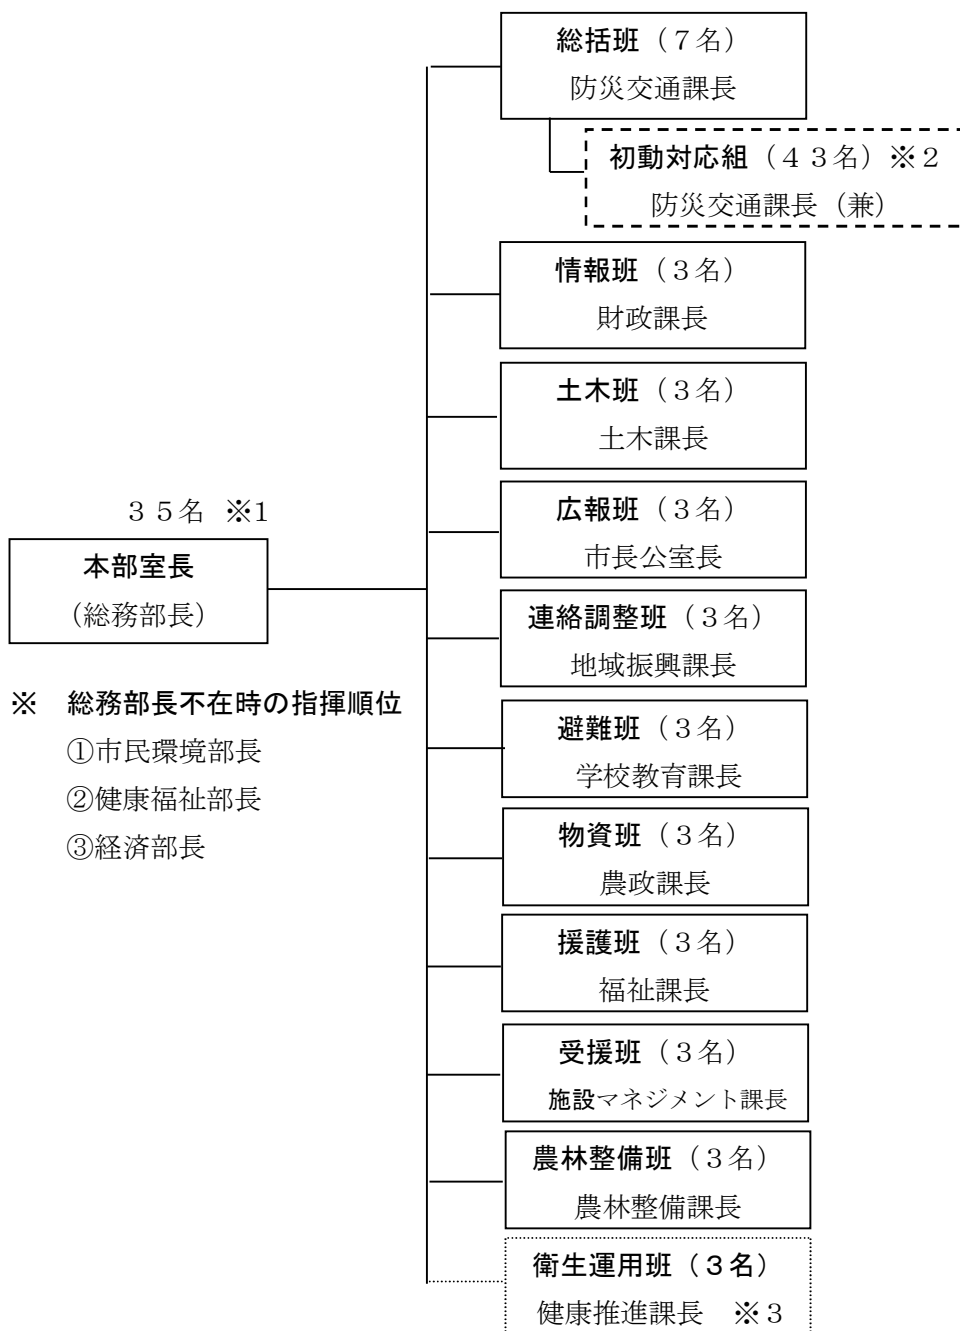 総括班（７名）
防災交通課長
初動対応組（４３名）※２
防災交通課長（兼）
情報班（３名）
財政課長
土木班（３名）
土木課長
広報班（３名）
市長公室長
３５名 ※1
本部室長
（総務部長）
連絡調整班（３名）
地域振興課長
※　総務部長不在時の指揮順位
①市民環境部長
②健康福祉部長
③経済部長
避難班（３名）
学校教育課長
物資班（３名）
農政課長
援護班（３名）
福祉課長
受援班（３名）
施設マネジメント課長
農林整備班（３名）
農林整備課長
衛生運用班（３名）
健康推進課長　※３